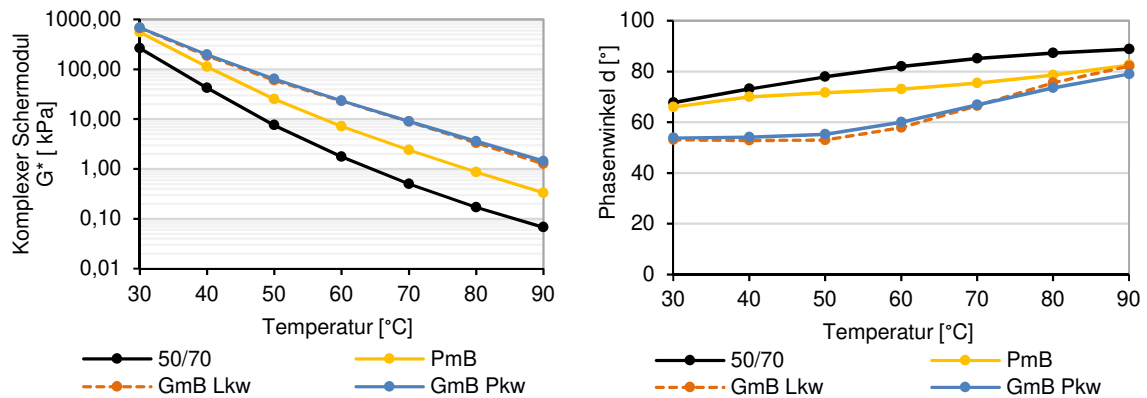 Komplexer Schermodul
G* [ kPa]
1000,00
100,00
10,00
1,00
0,10
0,01
30 40 50 60 70 80 90
Temperatur [°C]
50/70 PmB
GmB Lkw GmB Pkw
Phasenwinkel d [°]
100
80
60
40
20
0
30 40 50 60 70 80 90
Temperatur [°C]
50/70 PmB
GmB Lkw GmB Pkw